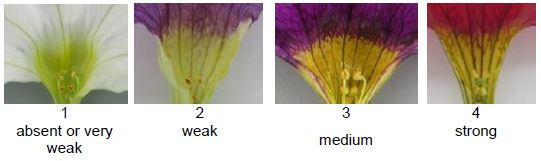 1 2 3 4
absent or very weak strong
weak medium